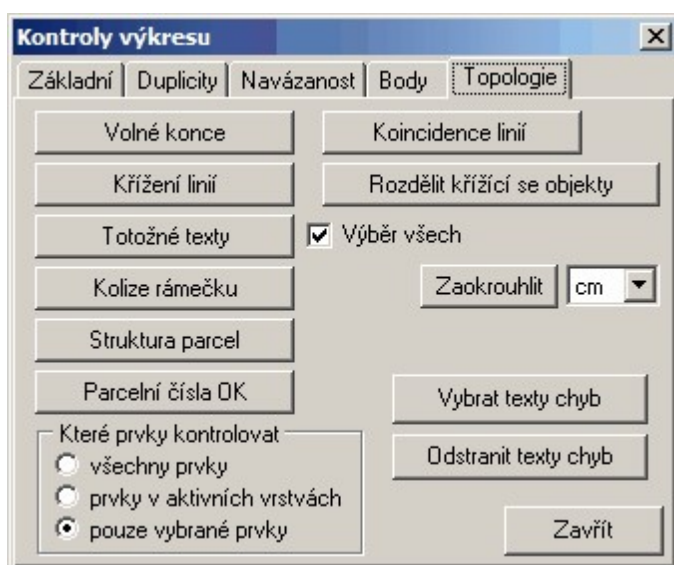 Kontroly výkresu
Základní Duplicity Navázanost Body Topologie
Volné konce
Koincidence linií
Křížení linií
Rozdělit křížící se objekty
Totožné texty
Výběr všech
Kolize rámečku
Zaokrouhlit cm
Struktura parcel
Parcelní čísla OK
Vybrat texty chyb
Které prvky kontrolovat
všechny prvky
prvky v aktivních vrstvách
pouze vybrané prvky
Odstranit texty chyb
Zavřít